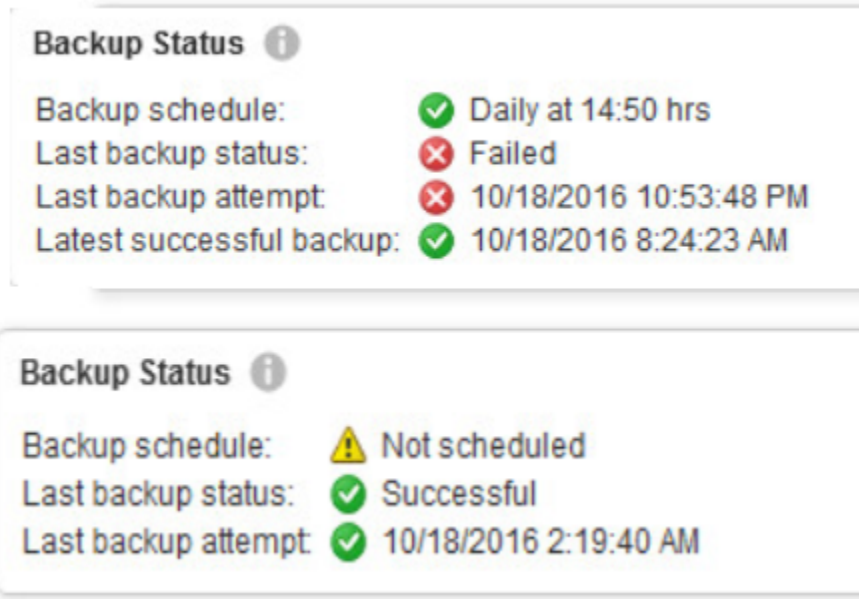 Backup Status
Backup schedule: Daily at 14:50 hrs
Last backup status: Failed
Last backup attempt: 10/18/2016 10:53:48 PM
Latest successful backup: 10/18/2016 8:24:23 AM
Backup Status
Backup schedule: Not scheduled
Last backup status: Successful
Last backup attempt: 10/18/2016 2:19:40 AM